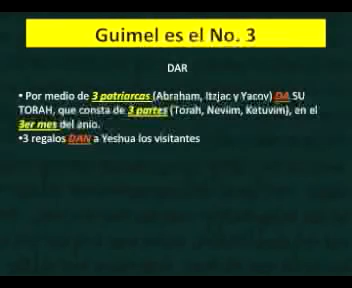 Guimel es el No. 3
DAR
• Por medio de 3 patriarcas (Abraham, Itzjac y Yacov) DA SU
TORAH, que consta de 3 partes (Torah, Neviim, Ketuvim), en el
3er mes del anio.
•3 regalos DAN a Yeshua los visitantes